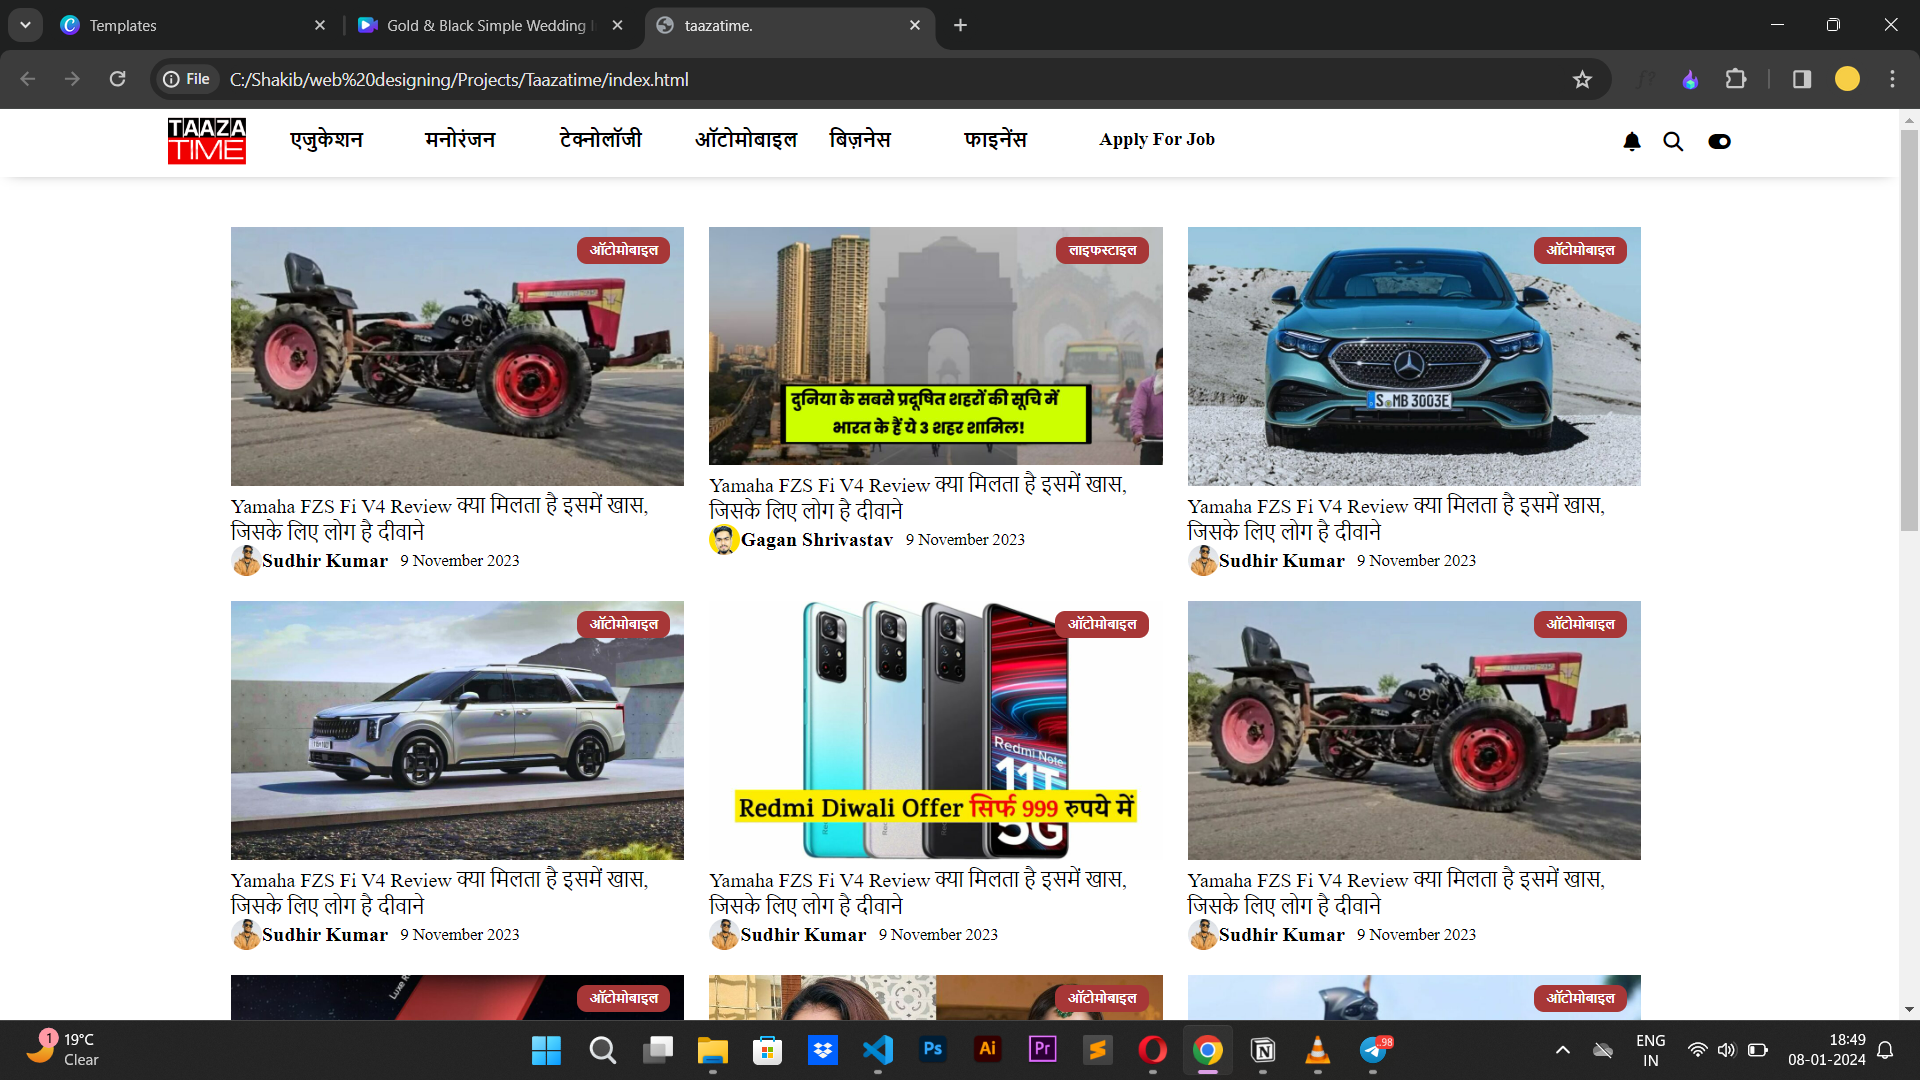 Templates
Gold & Black Simple Wedding
taazatime.
File
C:/Shakib/web%20designing/Projects/Taazatime/index.html
TAAZA
TIME
एजुकेशन मनोरंजन टेक्नोलॉजी ऑटोमोबाइल बिज़नेस फाइनेंस Apply For Job
ऑटोमोबाइल
Yamaha FZS Fi V4 Review क्या मिलता है इसमें खास,
जिसके लिए लोग है दीवाने
Sudhir Kumar 9 November 2023
लाइफस्टाइल
दुनिया के सबसे प्रदूषित शहरों की सूचि में
भारत के हैं ये 3 शहर शामिल!
Yamaha FZS Fi V4 Review क्या मिलता है इसमें खास,
जिसके लिए लोग है दीवाने
Gagan Shrivastav 9 November 2023
ऑटोमोबाइल
S MB 3003E
Yamaha FZS Fi V4 Review क्या मिलता है इसमें खास,
जिसके लिए लोग है दीवाने
Sudhir Kumar 9 November 2023
ऑटोमोबाइल
Yamaha FZS Fi V4 Review क्या मिलता है इसमें खास,
जिसके लिए लोग है दीवाने
Sudhir Kumar 9 November 2023
ऑटोमोबाइल
Redmi Note
11T
5G
Redmi Diwali Offer सिर्फ 999 रुपये में
Yamaha FZS Fi V4 Review क्या मिलता है इसमें खास,
जिसके लिए लोग है दीवाने
Sudhir Kumar 9 November 2023
ऑटोमोबाइल
Yamaha FZS Fi V4 Review क्या मिलता है इसमें खास,
जिसके लिए लोग है दीवाने
Sudhir Kumar 9 November 2023
Luxe
ऑटोमोबाइल
ऑटोमोबाइल
ऑटोमोबाइल
1
19°C
Clear
Ps
Ai
Pr
98
ENG
IN
18:49
08-01-2024